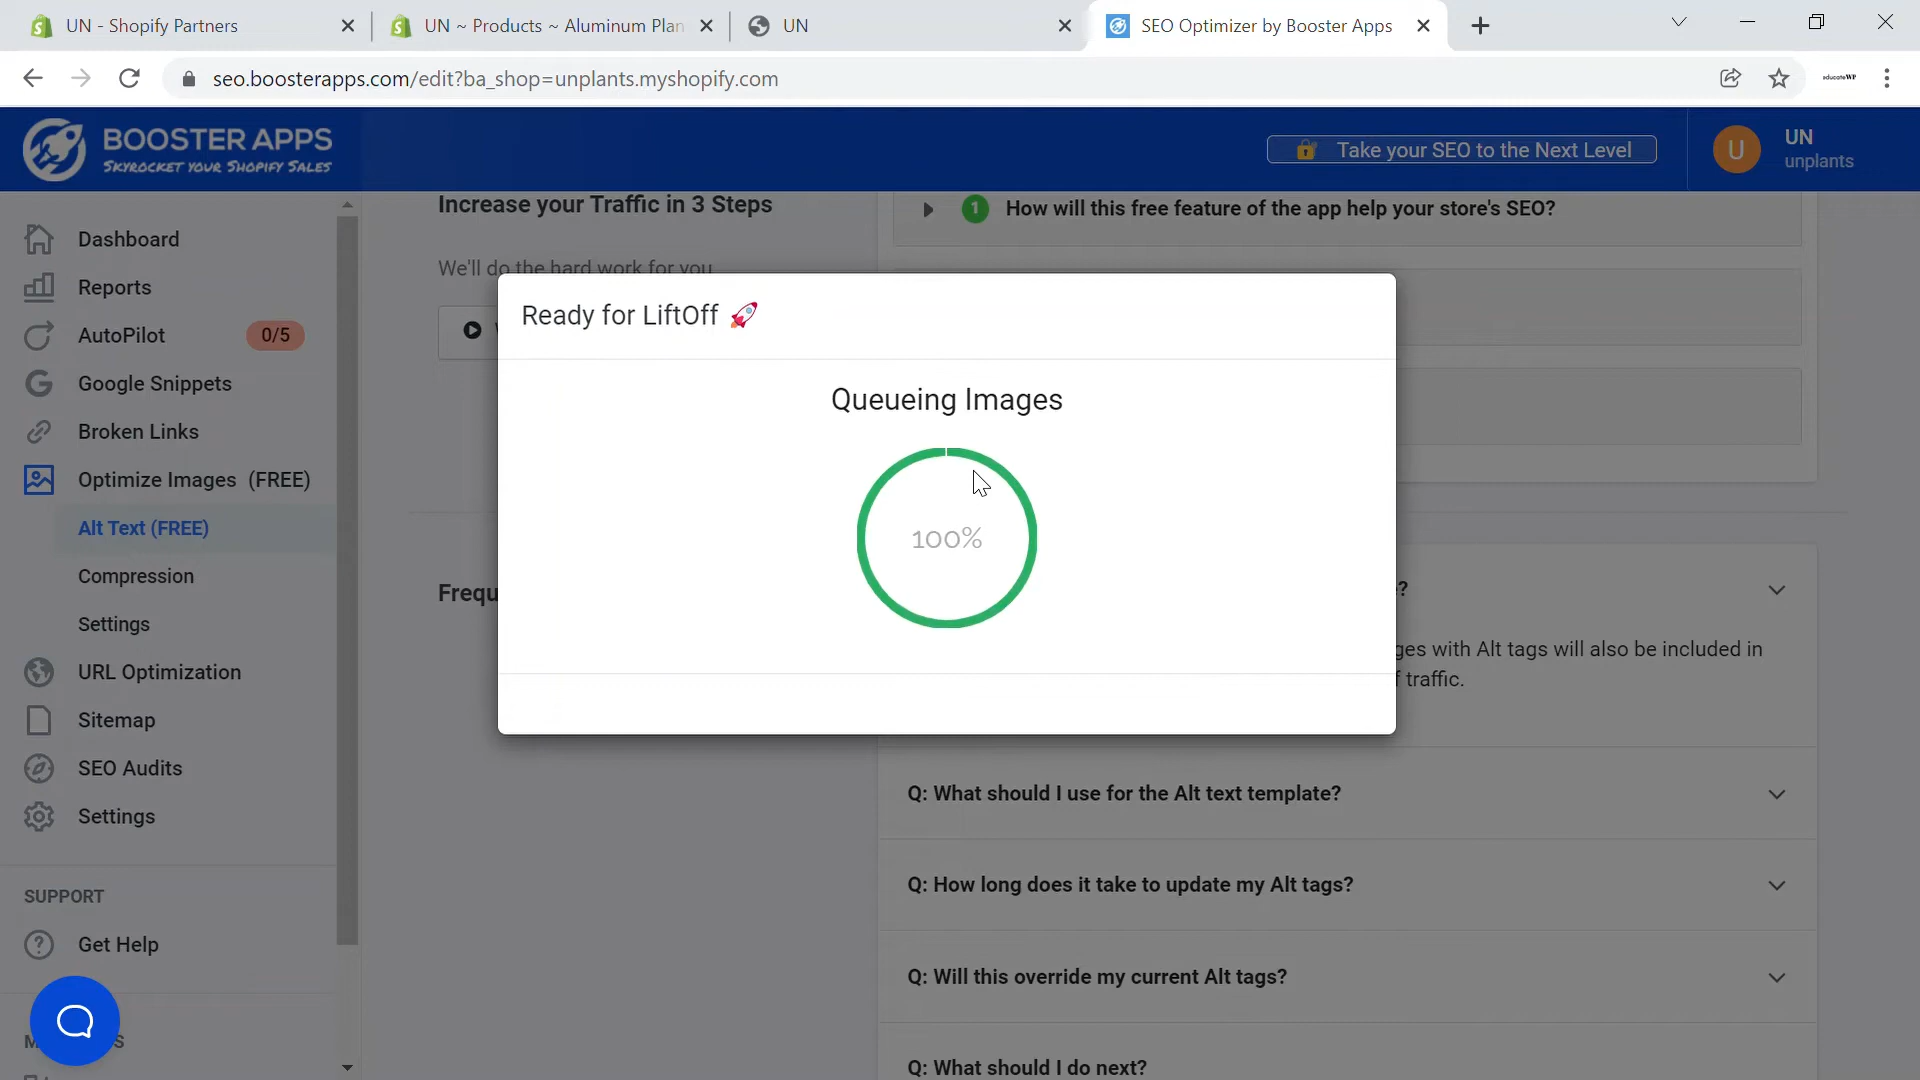 UN - Shopify Partners
UN ~ Products ~ Aluminum Plan
UN
SEO Optimizer by Booster Apps
seo.boosterapps.com/edit?ba_shop=unplants.myshopify.com
educateWP
BOOSTER APPS
SKYROCKET YOUR SHOPIFY SALES
Take your SEO to the Next Level
U
UN
unplants
Dashboard
Reports
AutoPilot 0/5
Google Snippets
Broken Links
Optimize Images (FREE)
Alt Text (FREE)
Compression
Settings
URL Optimization
Sitemap
SEO Audits
Settings
SUPPORT
Get Help
Increase your Traffic in 3 Steps
We'll do the hard work for you
1 How will this free feature of the app help your store's SEO?
Ready for LiftOff
Queueing Images
100%
Frequ
?
ges with Alt tags will also be included in
f traffic.
Q: What should I use for the Alt text template?
Q: How long does it take to update my Alt tags?
Q: Will this override my current Alt tags?
Q: What should I do next?